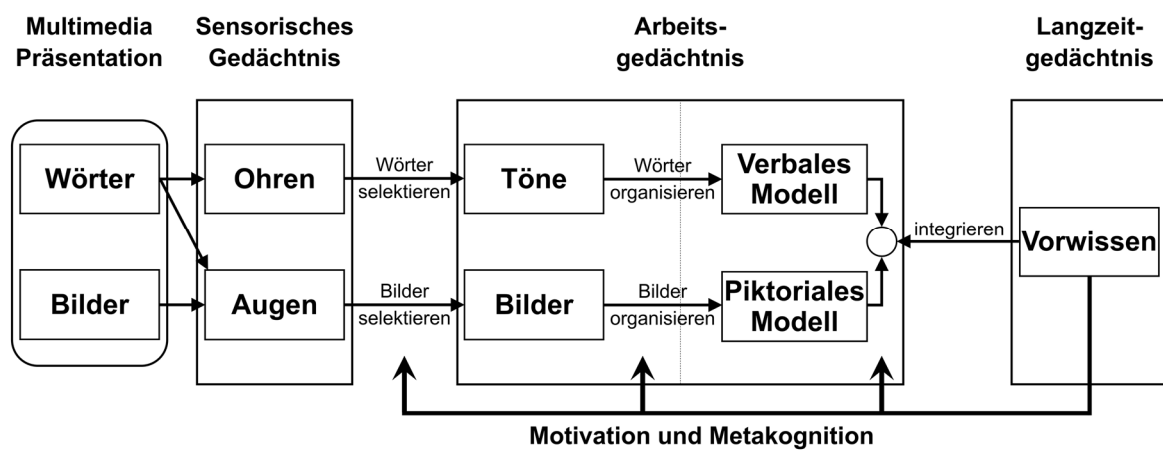 Multimedia
Präsentation
Sensorisches
Gedächtnis
Arbeits-
gedächtnis
Langzeit-
gedächtnis
Wörter
Ohren
Wörter
selektieren
Töne
Wörter
organisieren
Verbales
Modell
integrieren
Vorwissen
Bilder
Augen
Bilder
selektieren
Bilder
Bilder
organisieren
Piktoriales
Modell
Motivation und Metakognition